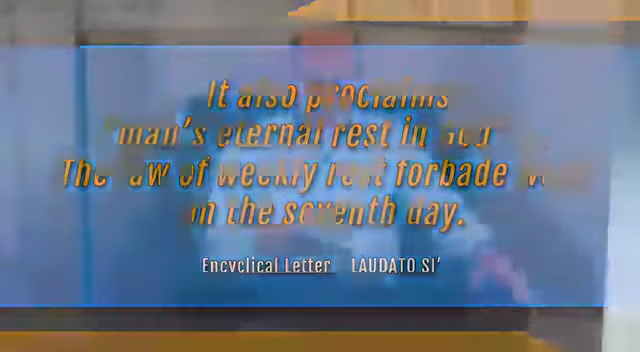 It also proclaims
"man's eternal rest in
The law of weekly rest forbade
on the seventh day.
Encyclical Letter LAUDATO SI'